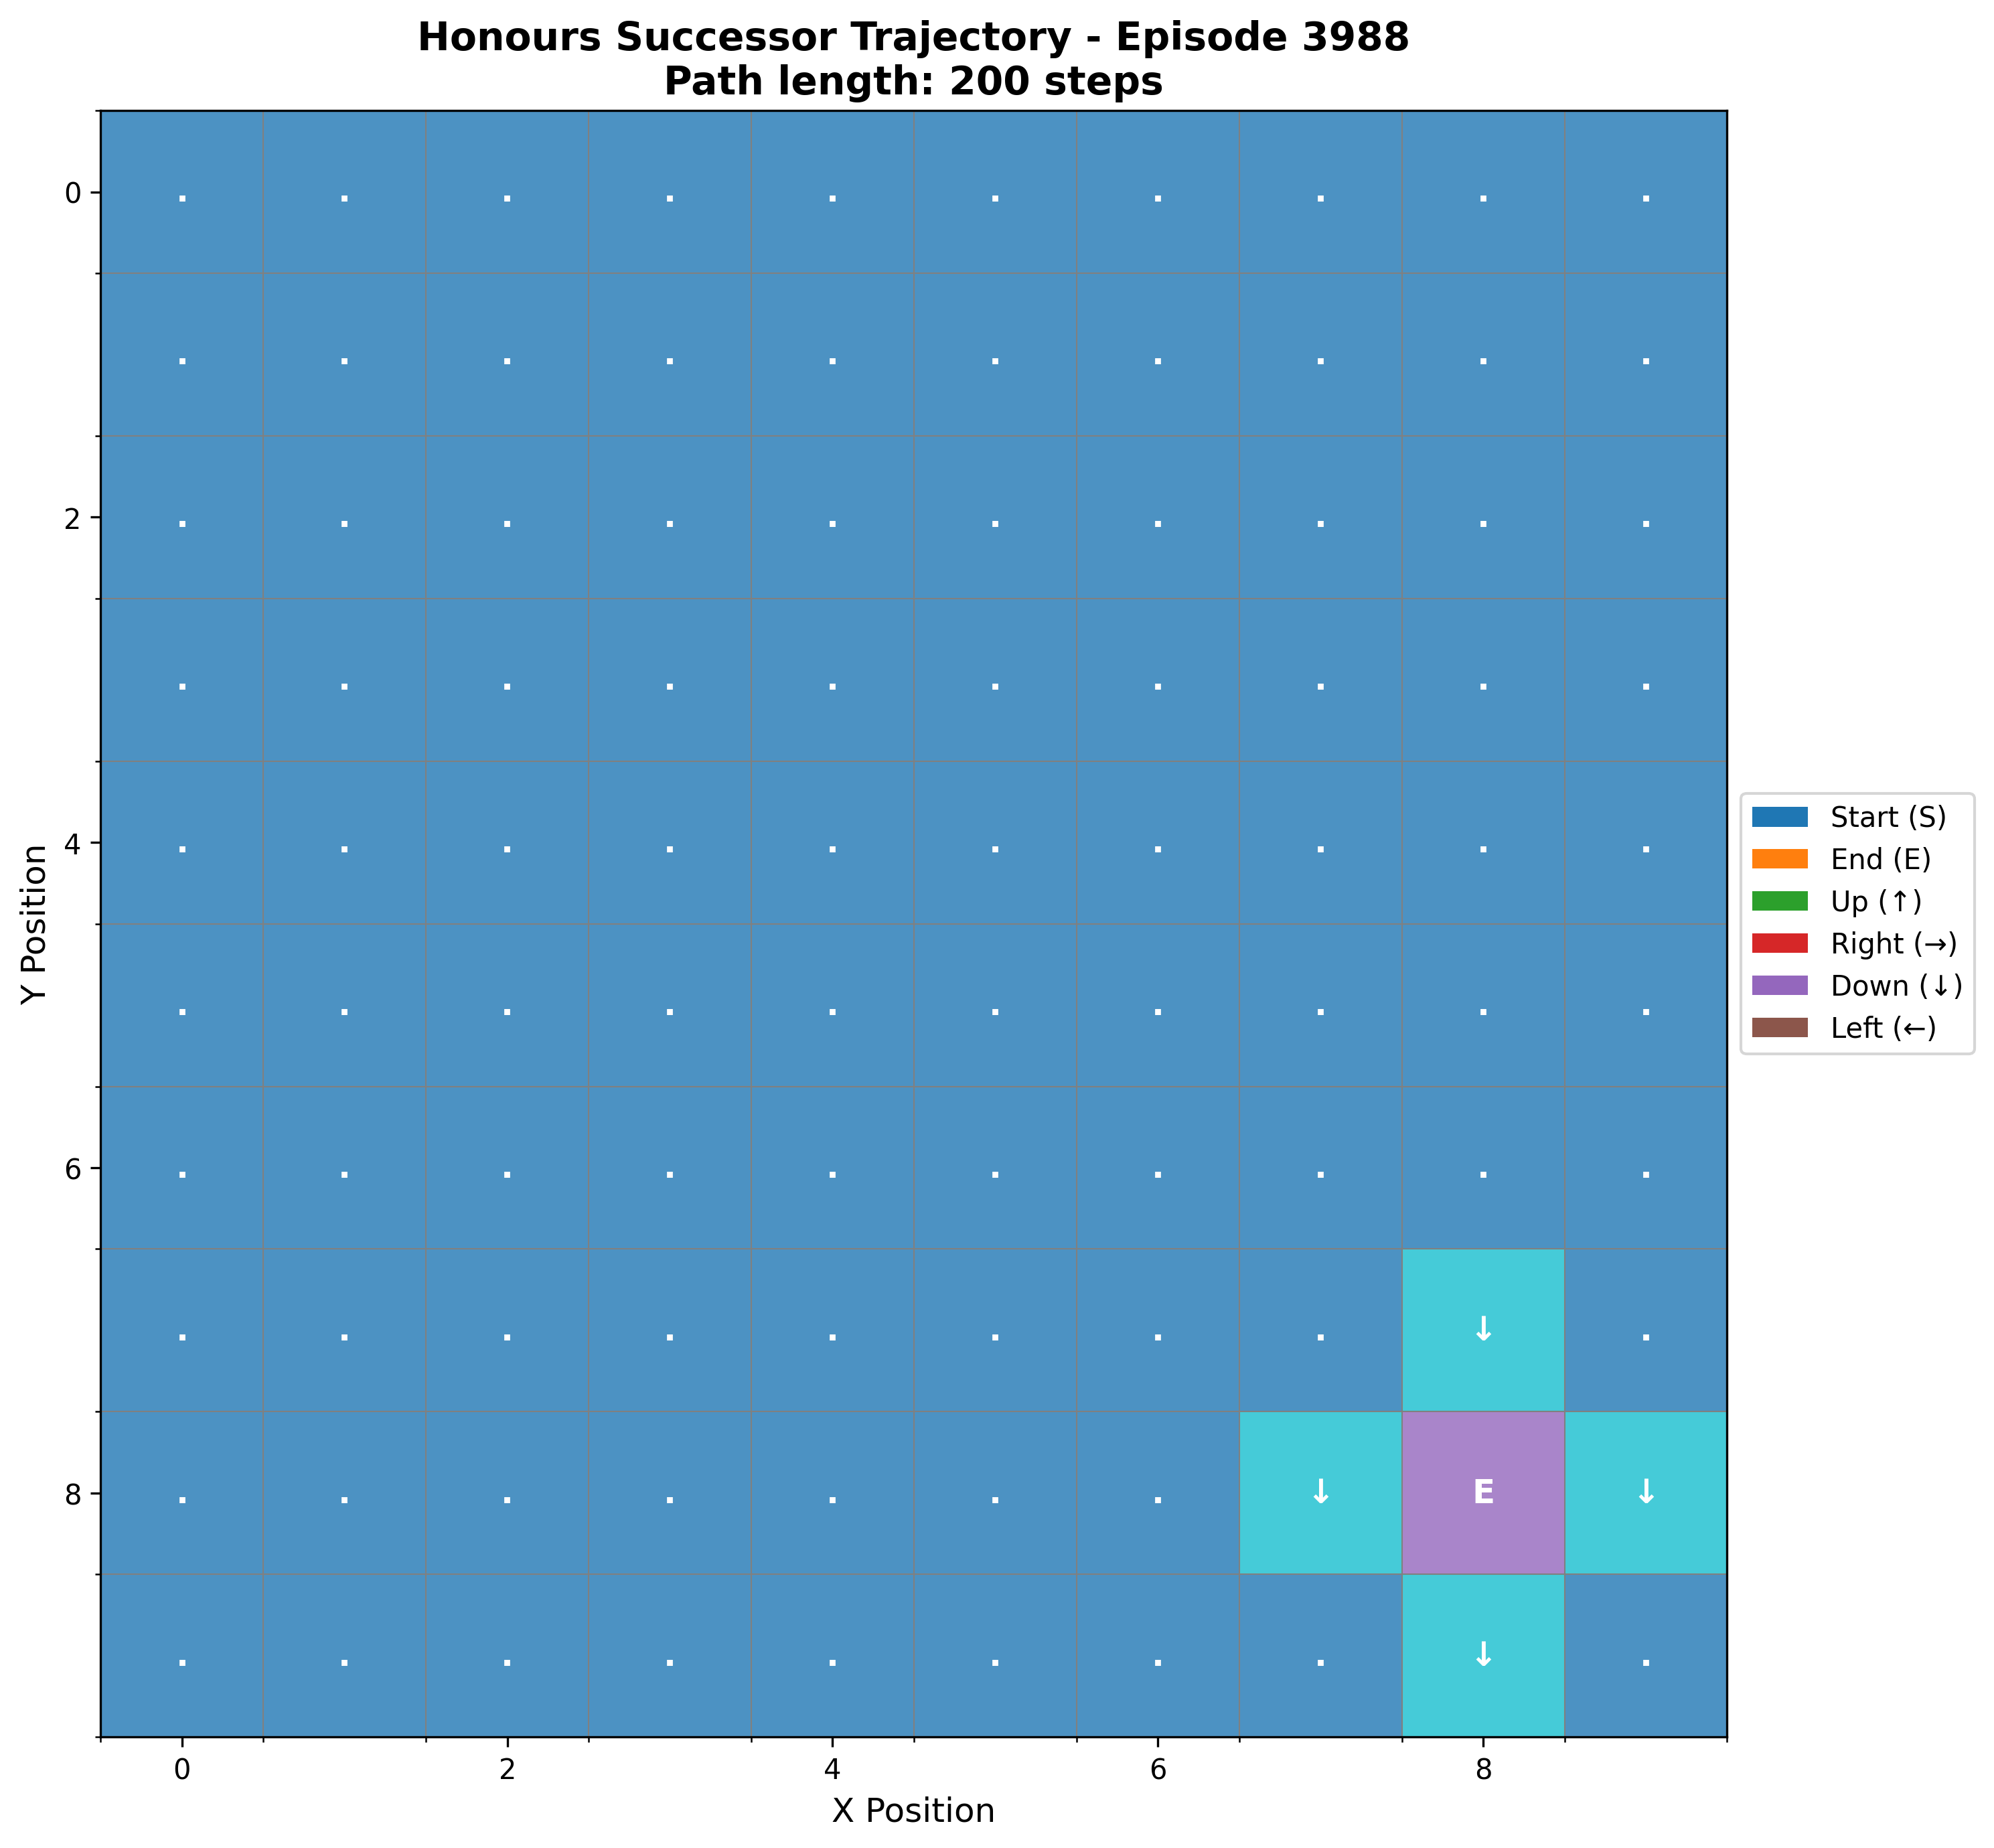 Honours Successor Trajectory - Episode 3988
Path length: 200 steps
0
2
4
6
8
Y Position
↓
↓ E ↓
↓
0 2 4 6 8
X Position
Start (S)
End (E)
Up (↑)
Right (→)
Down (↓)
Left (←)